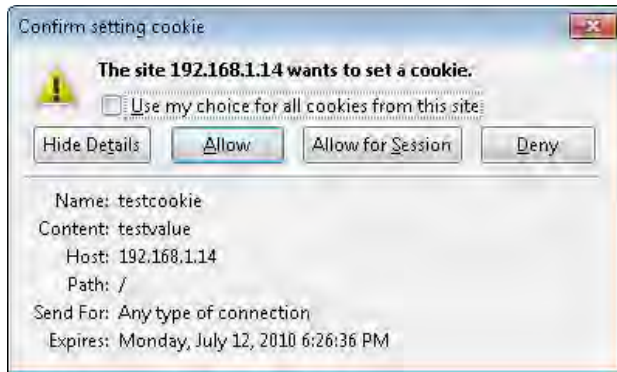 Confirm setting cookie
The site 192.168.1.14 wants to set a cookie.
Use my choice for all cookies from this site
Hide Details Allow Allow for Session Deny
Name: testcookie
Content: testvalue
Host: 192.168.1.14
Path: /
Send For: Any type of connection
Expires: Monday, July 12, 2010 6:26:36 PM